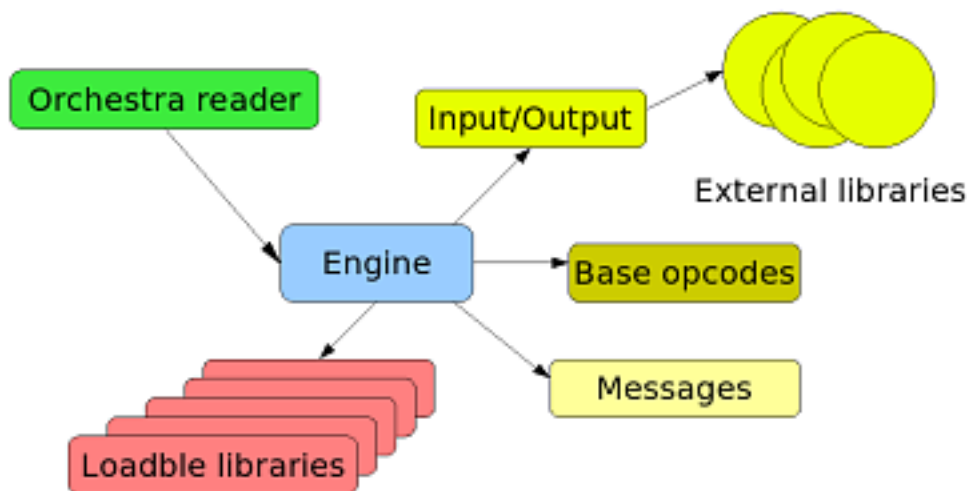 Orchestra reader
Input/Output
External libraries
Engine
Base opcodes
Messages
Loadble libraries